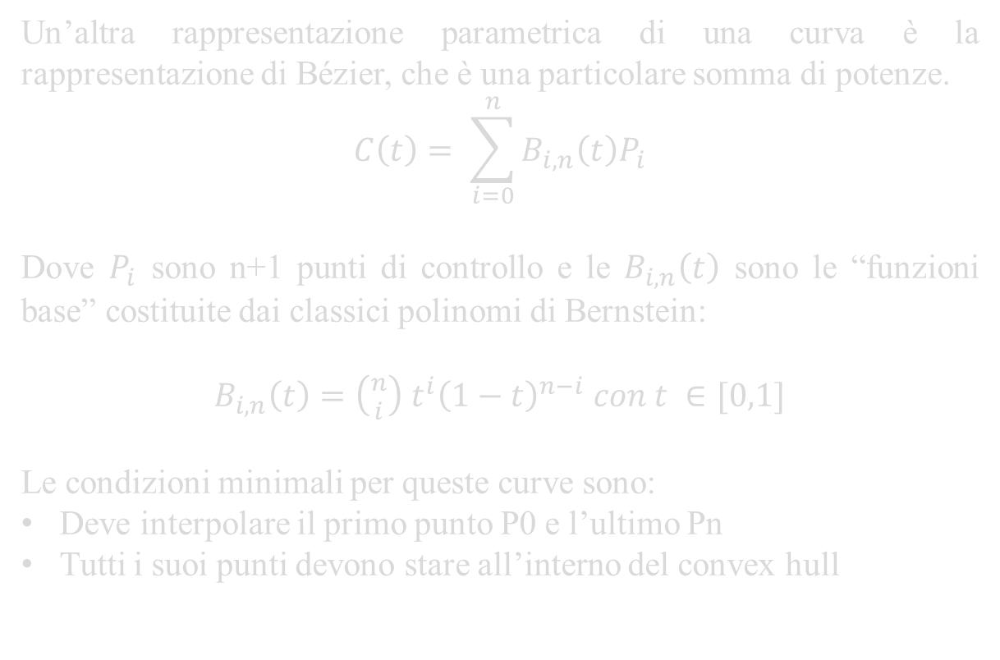 Un’altra rappresentazione parametrica di una curva è la
rappresentazione di Bézier, che è una particolare somma di potenze.
C(t) = ∑_{i=0}^{n} B_{i,n}(t)P_i
Dove P_i sono n+1 punti di controllo e le B_{i,n}(t) sono le “funzioni
base” costituite dai classici polinomi di Bernstein:
B_{i,n}(t) = (n i) t^i(1 − t)^{n−i} con t ∈ [0,1]
Le condizioni minimali per queste curve sono:
• Deve interpolare il primo punto P0 e l’ultimo Pn
• Tutti i suoi punti devono stare all’interno del convex hull